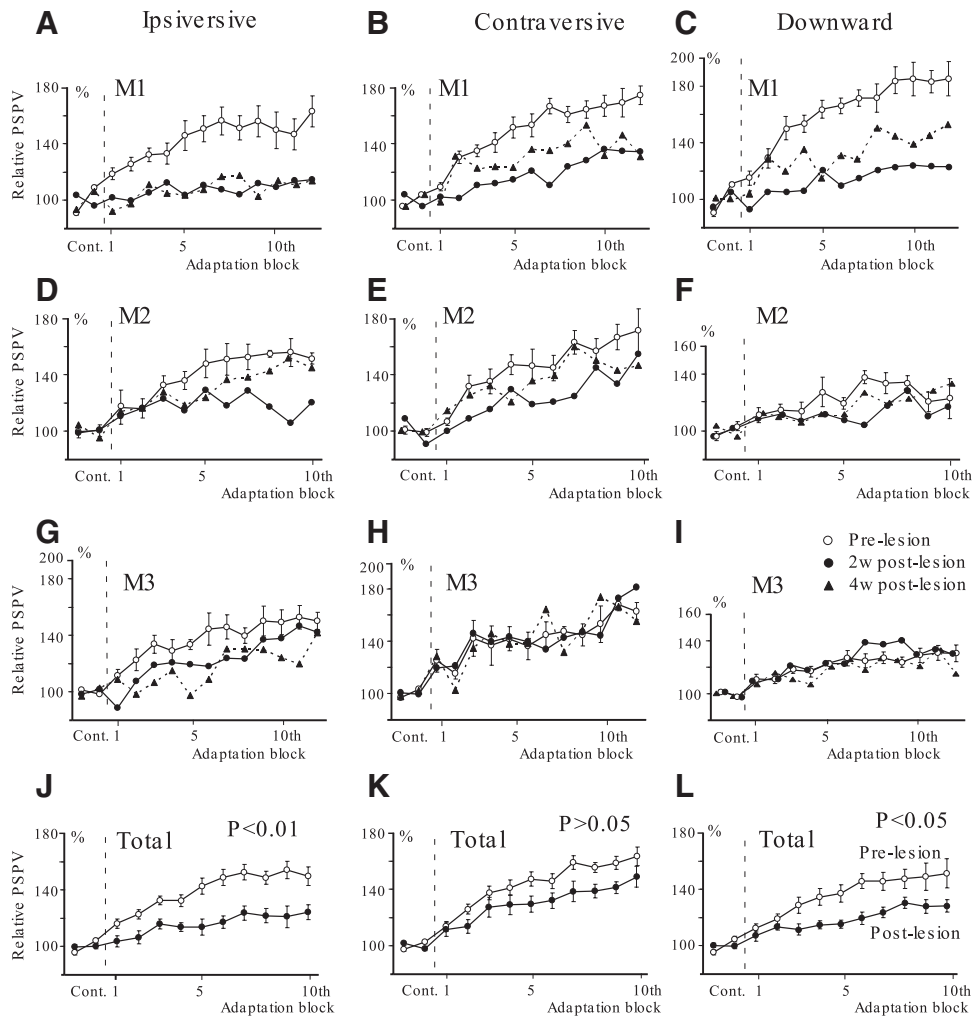 A Ipsiversive
B Contraversive
C Downward
Relative PSPV
%
180
140
100
M1
Cont. 1 5 10th
Adaptation block
%
180
140
100
M1
Cont. 1 5 10th
Adaptation block
200
%
180
140
100
M1
Cont. 1 5 10th
Adaptation block
D
Relative PSPV
180
%
140
100
M2
Cont. 1 5 10th
Adaptation block
E
180
%
140
100
M2
Cont. 1 5 10th
Adaptation block
F
160
%
140
100
M2
Cont. 1 5 10th
Adaptation block
G
Relative PSPV
200
%
180
140
100
M3
Cont. 1 5 10th
Adaptation block
H
200
%
180
140
100
M3
Cont. 1 5 10th
Adaptation block
I
Pre-lesion
2w post-lesion
4w post-lesion
%
160
140
100
M3
Cont. 1 5 10th
Adaptation block
J
Relative PSPV
180
%
140
100
Total
P<0.01
Cont. 1 5 10th
Adaptation block
K
180
%
140
100
Total
P>0.05
Cont. 1 5 10th
Adaptation block
L
180
%
140
100
Total
P<0.05
Pre-lesion
Post-lesion
Cont. 1 5 10th
Adaptation block